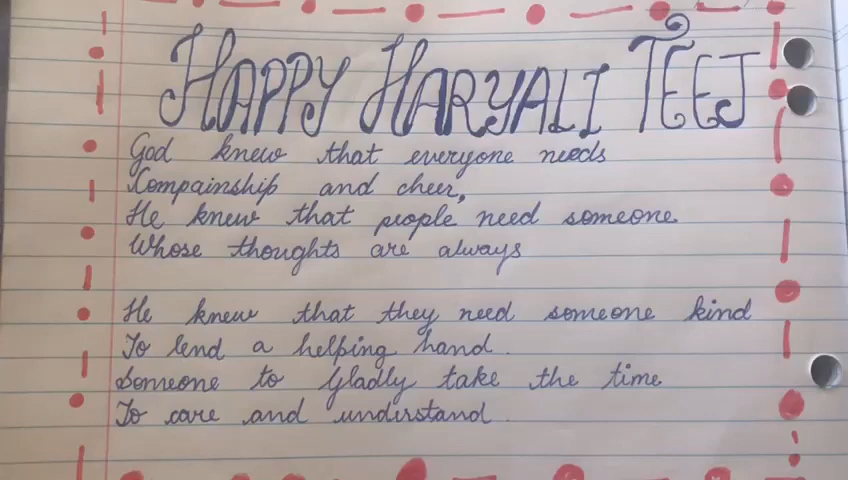 HAPPY HARYALI TEEJ
God knew that everyone needs
Compainship and cheer,
He knew that people need someone
Whose thoughts are always
He knew that they need someone kind
To lend a helping hand.
Someone to Gladly take the time
To care and understand.